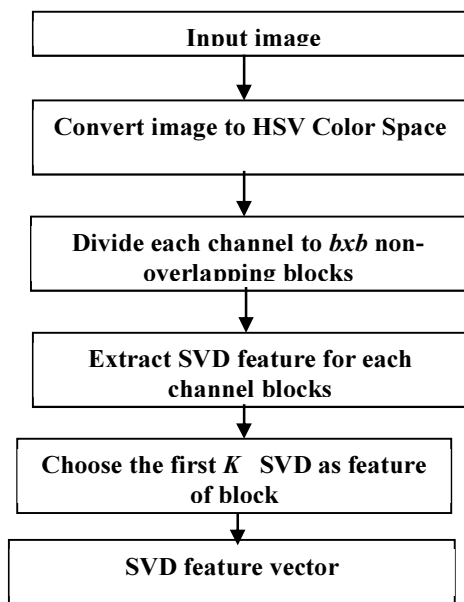 Input image
Convert image to HSV Color Space
Divide each channel to bxb non-
overlapping blocks
Extract SVD feature for each
channel blocks
Choose the first K SVD as feature
of block
SVD feature vector